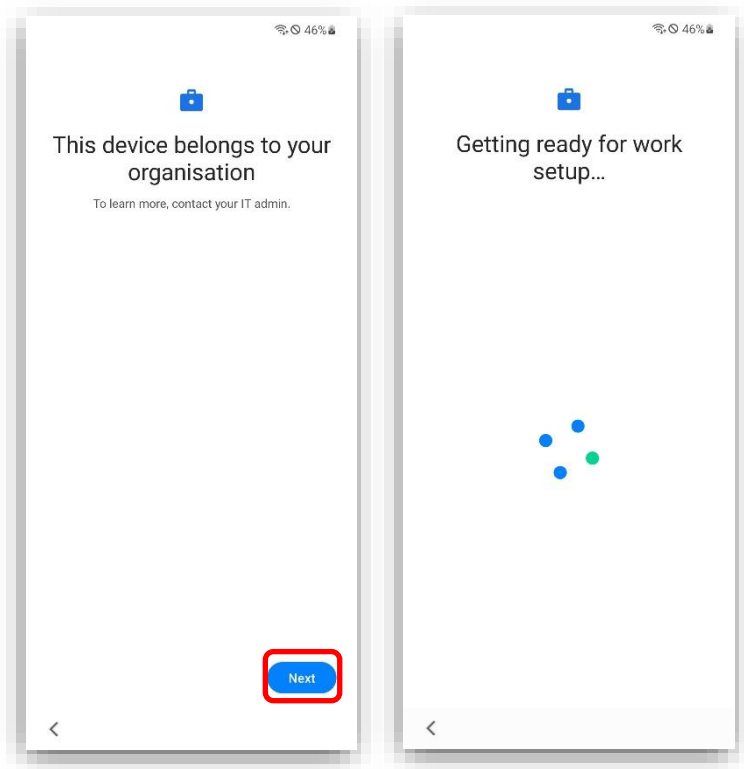 46%
This device belongs to your
organisation
To learn more, contact your IT admin.
Next
46%
Getting ready for work
setup...